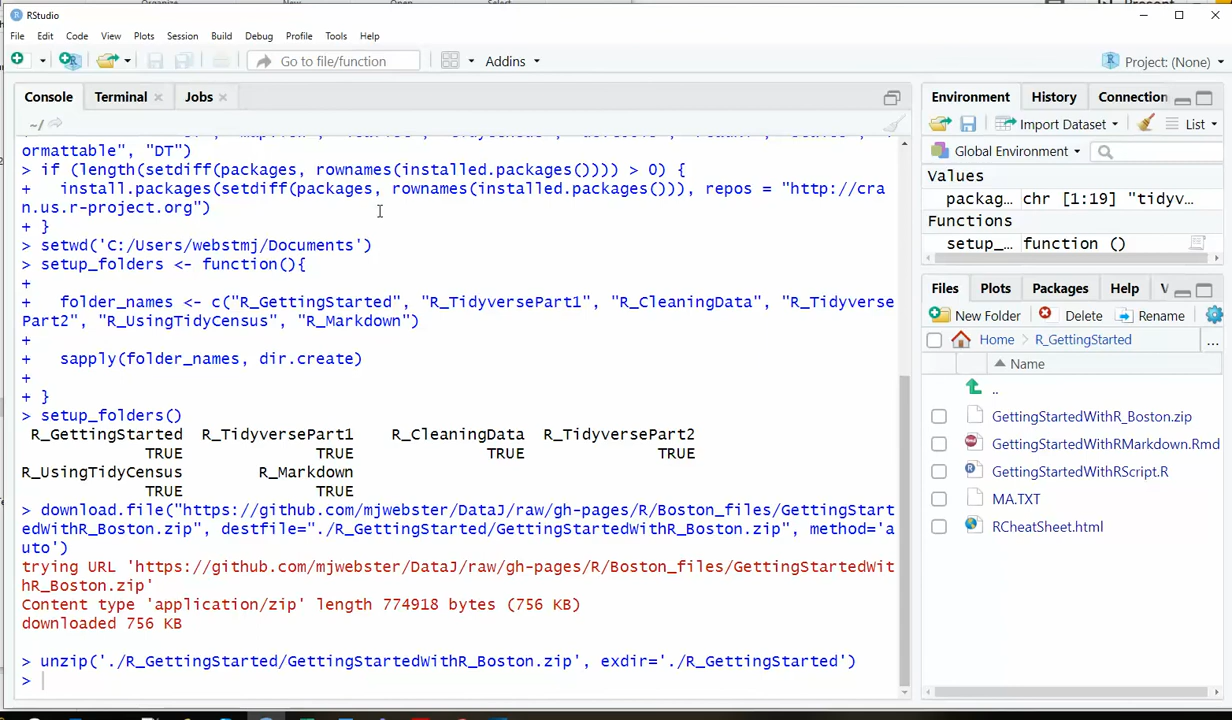 RStudio
File Edit Code View Plots Session Build Debug Profile Tools Help
Go to file/function Addins Project: (None)
Console Terminal Jobs
~/
ormattable", "DT")
> if (length(setdiff(packages, rownames(installed.packages()))) > 0) {
+   install.packages(setdiff(packages, rownames(installed.packages())), repos = "http://cra
n.us.r-project.org")
+ }
> setwd('C:/Users/webstmj/Documents')
> setup_folders <- function(){
+
+   folder_names <- c("R_GettingStarted", "R_TidyversePart1", "R_CleaningData", "R_Tidyverse
Part2", "R_UsingTidyCensus", "R_Markdown")
+
+   sapply(folder_names, dir.create)
+
+ }
> setup_folders()
R_GettingStarted R_TidyversePart1 R_CleaningData R_TidyversePart2
TRUE TRUE TRUE TRUE
R_UsingTidyCensus R_Markdown
TRUE TRUE
> download.file("https://github.com/mjwebster/DataJ/raw/gh-pages/R/Boston_files/GettingStart
edWithR_Boston.zip", destfile="./R_GettingStarted/GettingStartedWithR_Boston.zip", method='a
uto')
trying URL 'https://github.com/mjwebster/DataJ/raw/gh-pages/R/Boston_files/GettingStartedWit
hR_Boston.zip'
Content type 'application/zip' length 774918 bytes (756 KB)
downloaded 756 KB
> unzip('./R_GettingStarted/GettingStartedWithR_Boston.zip', exdir='./R_GettingStarted')
>
Environment History Connection
Import Dataset List
Global Environment
Values
packag… chr [1:19] "tidyv…
Functions
setup_… function ()
Files Plots Packages Help V
New Folder Delete Rename
Home R_GettingStarted ...
Name
..
GettingStartedWithR_Boston.zip
GettingStartedWithRMarkdown.Rmd
GettingStartedWithRScript.R
MA.TXT
RCheatSheet.html